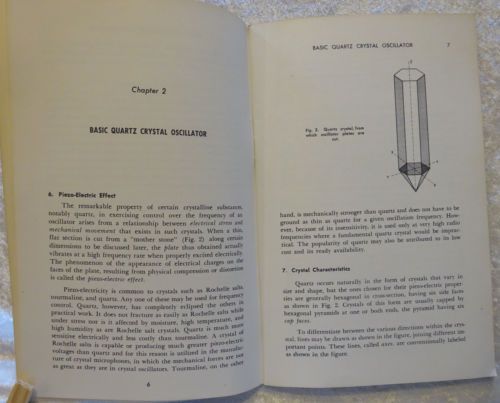 Chapter 2
BASIC QUARTZ CRYSTAL OSCILLATOR
6. Piezo-Electric Effect
The remarkable property of certain crystalline substances,
notably quartz, in exercising control over the frequency of an
oscillator arises from a relationship between electrical stress and
mechanical movement that exists in such crystals. When a thin,
flat section is cut from a "mother stone" (Fig. 2) along certain
dimensions to be discussed later, the plate thus obtained actually
vibrates at a high frequency rate when properly excited electrically.
The phenomenon of the appearance of electrical charges on the
faces of the plate, resulting from physical compression or distortion
is called the piezo-electric effect.
Piezo-electricity is common to crystals such as Rochelle salts,
tourmaline, and quartz. Any one of these may be used for frequency
control. Quartz, however, has completely eclipsed the others in
practical work. It does not fracture as easily as Rochelle salts while
under stress nor is it affected by moisture, high temperature, and
high humidity as are Rochelle salt crystals. Quartz is much more
sensitive electrically and less costly than tourmaline. A crystal of
Rochelle salts is capable of producing much greater piezo-electric
voltages than quartz and for this reason is utilized in the manufac-
ture of crystal microphones, in which the mechanical forces are not
as great as they are in crystal oscillators. Tourmaline, on the other
6
BASIC QUARTZ CRYSTAL OSCILLATOR 7
Fig. 2. Quartz crystal from
which oscillator plates are
cut.
hand, is mechanically stronger than quartz and does not have to be
ground as thin as quartz for a given oscillation frequency. How-
ever, because of its insensitivity, it is used only at very high radio
frequencies where a fundamental quartz crystal would be imprac-
tical. The popularity of quartz may also be attributed to its low
cost and its ready availability.
7. Crystal Characteristics
Quartz occurs naturally in the form of crystals that vary in
size and shape, but the ones chosen for their piezo-electric proper-
ties are generally hexagonal in cross-section, having six side faces
as shown in Fig. 2. Crystals of this form are usually capped by
hexagonal pyramids at one or both ends, the pyramid having six
cap faces.
To differentiate between the various directions within the crys-
tal, lines may be drawn as shown in the figure, joining different im-
portant points. These lines, called axes, are conventionally labeled
as shown in the figure.